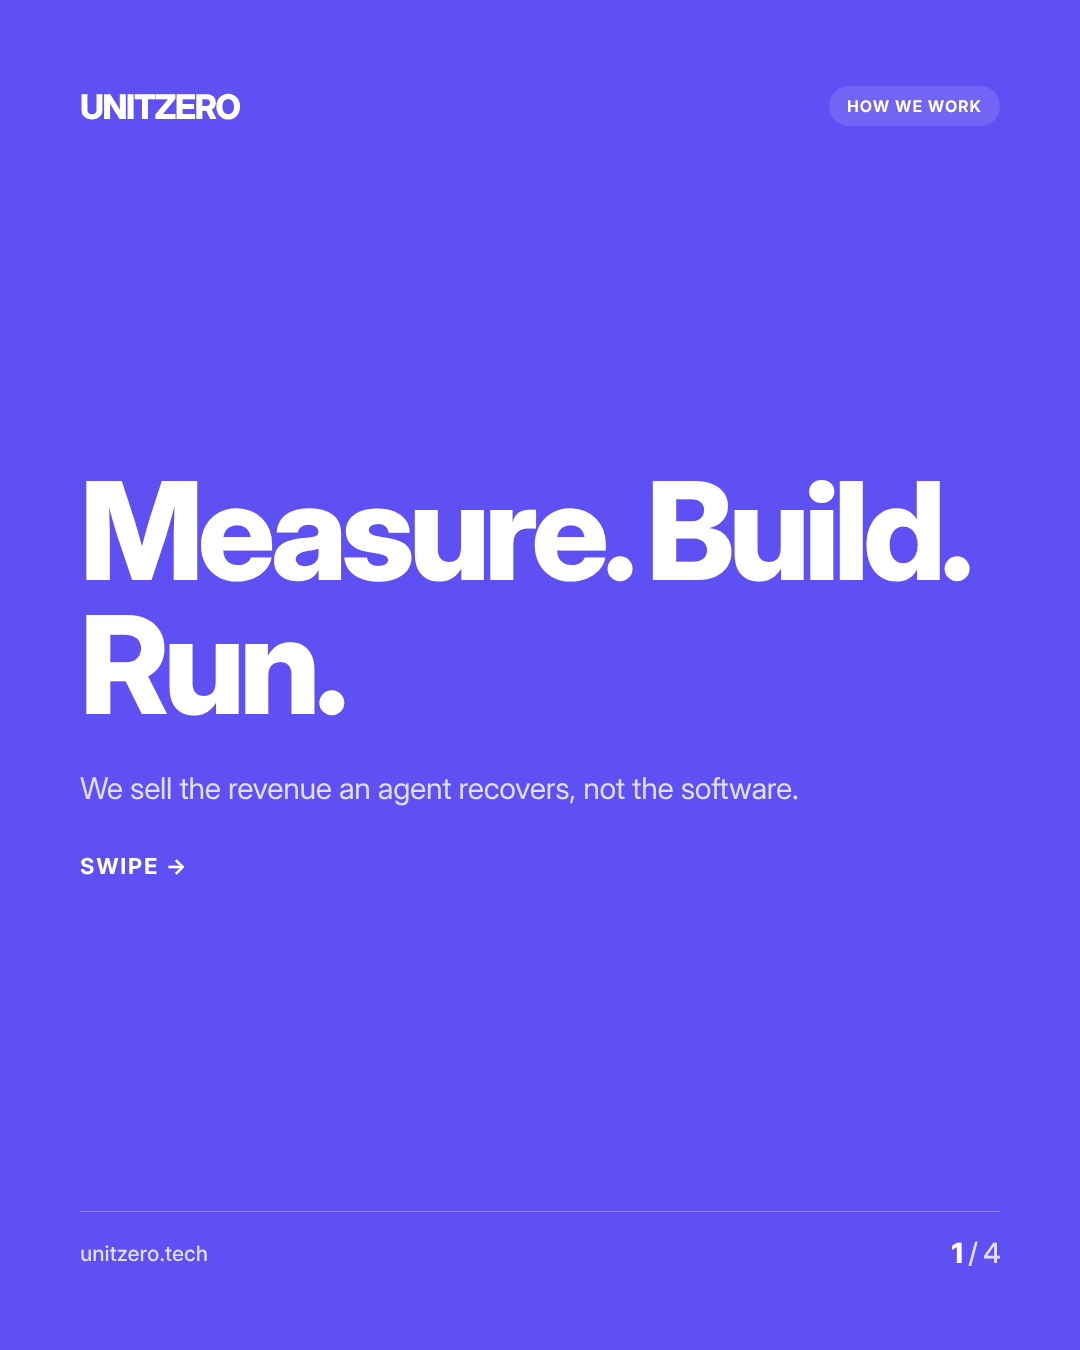 UNITZERO
HOW WE WORK
Measure. Build.
Run.
We sell the revenue an agent recovers, not the software.
SWIPE →
unitzero.tech
1 / 4